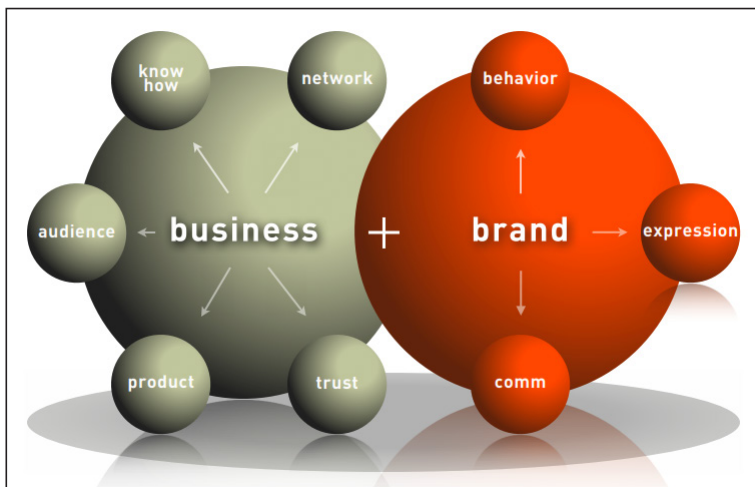 know
how
network
behavior
audience
business
+
brand
expression
product
trust
comm